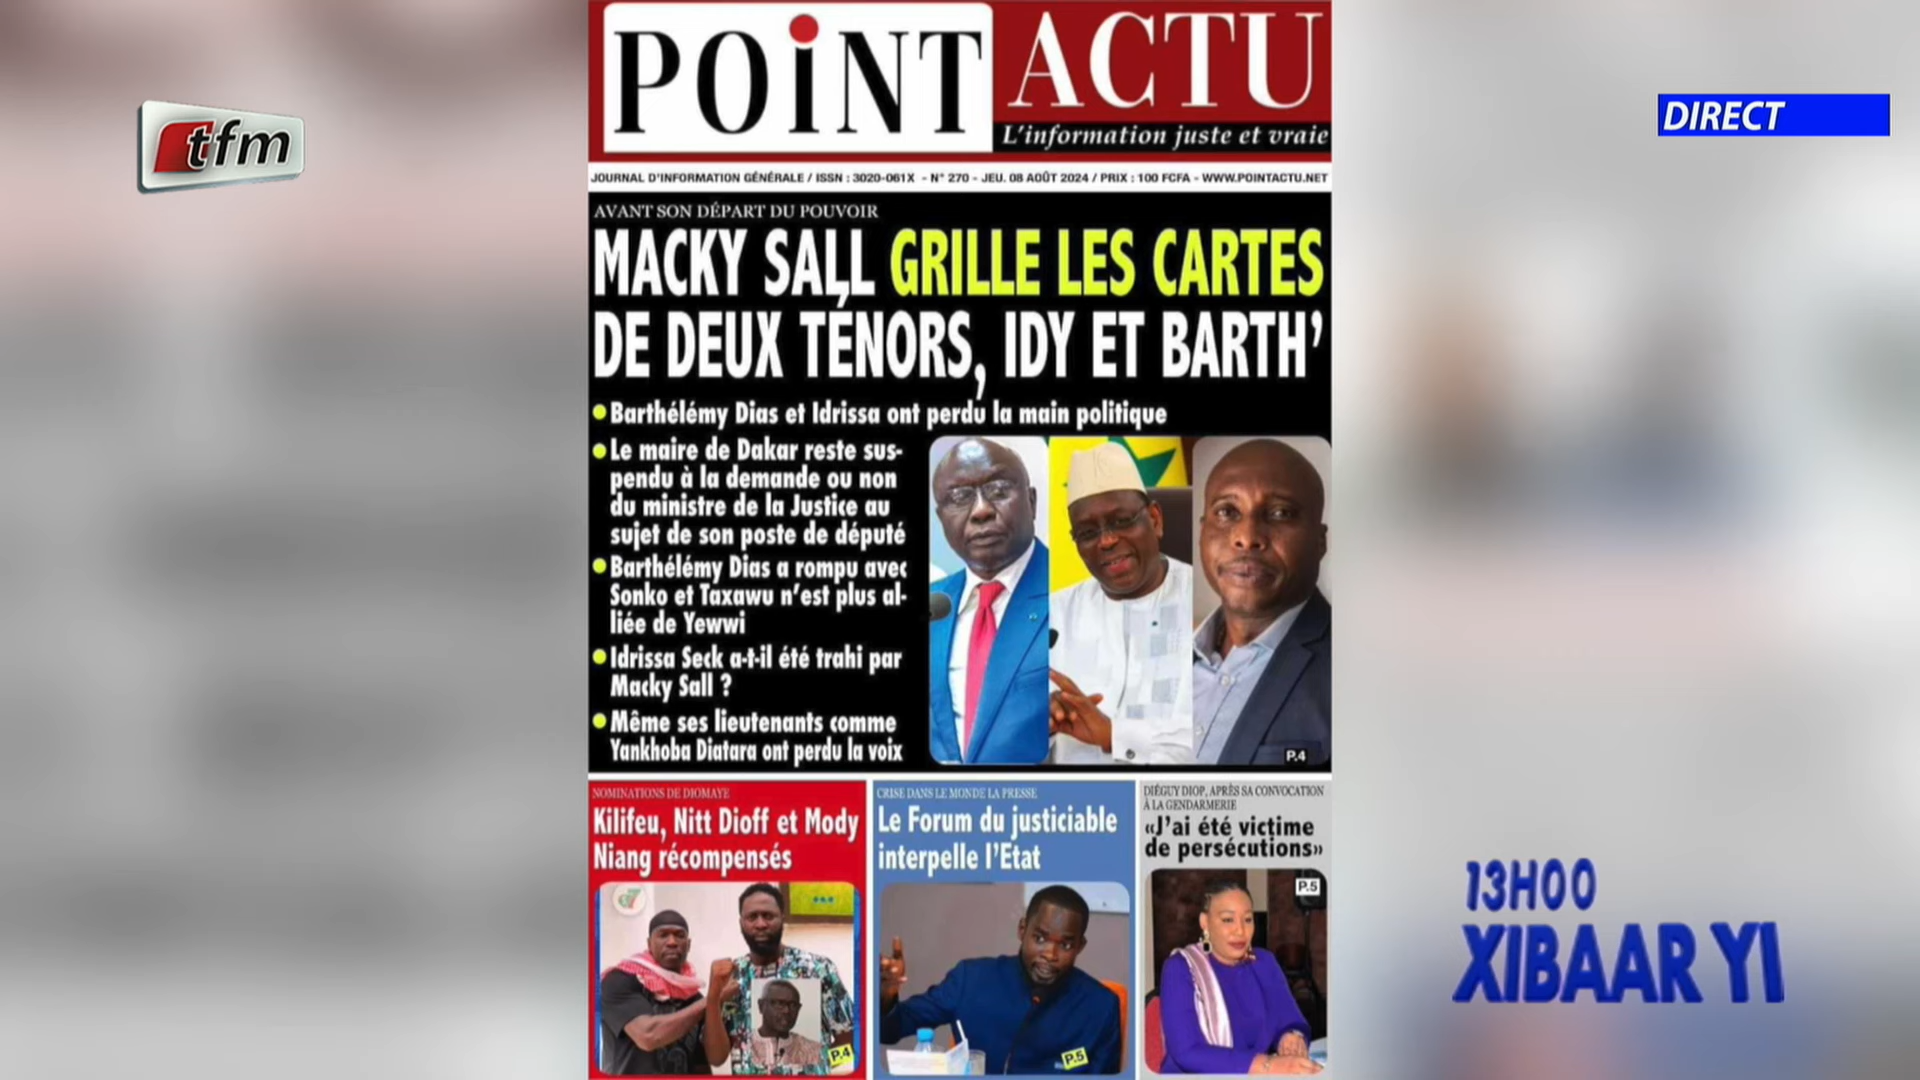 POiNT ACTU
L'information juste et vraie
JOURNAL D'INFORMATION GÉNÉRALE / ISSN : 3020-061X - N° 270 - JEU. 08 AOÛT 2024 / PRIX : 100 FCFA - WWW.POINTACTU.NET
tfm
DIRECT
AVANT SON DÉPART DU POUVOIR
MACKY SALL GRILLE LES CARTES
DE DEUX TÉNORS, IDY ET BARTH'
Barthélémy Dias et Idrissa ont perdu la main politique
Le maire de Dakar reste sus-
pendu à la demande ou non
du ministre de la Justice au
sujet de son poste de député
Barthélémy Dias a rompu avec
Sonko et Taxawu n'est plus al-
liée de Yewwi
Idrissa Seck a-t-il été trahi par
Macky Sall ?
Même ses lieutenants comme
Yankhoba Diatara ont perdu la voix
P.4
NOMINATIONS DE DIOMAYE
Kilifeu, Nitt Dioff et Mody
Niang récompensés
P.4
CRISE DANS LE MONDE LA PRESSE
Le Forum du justiciable
interpelle l'Etat
P.5
DIÉGUY DIOP, APRÈS SA CONVOCATION
À LA GENDARMERIE
«J'ai été victime
de persécutions»
P.5
13H00
XIBAAR YI